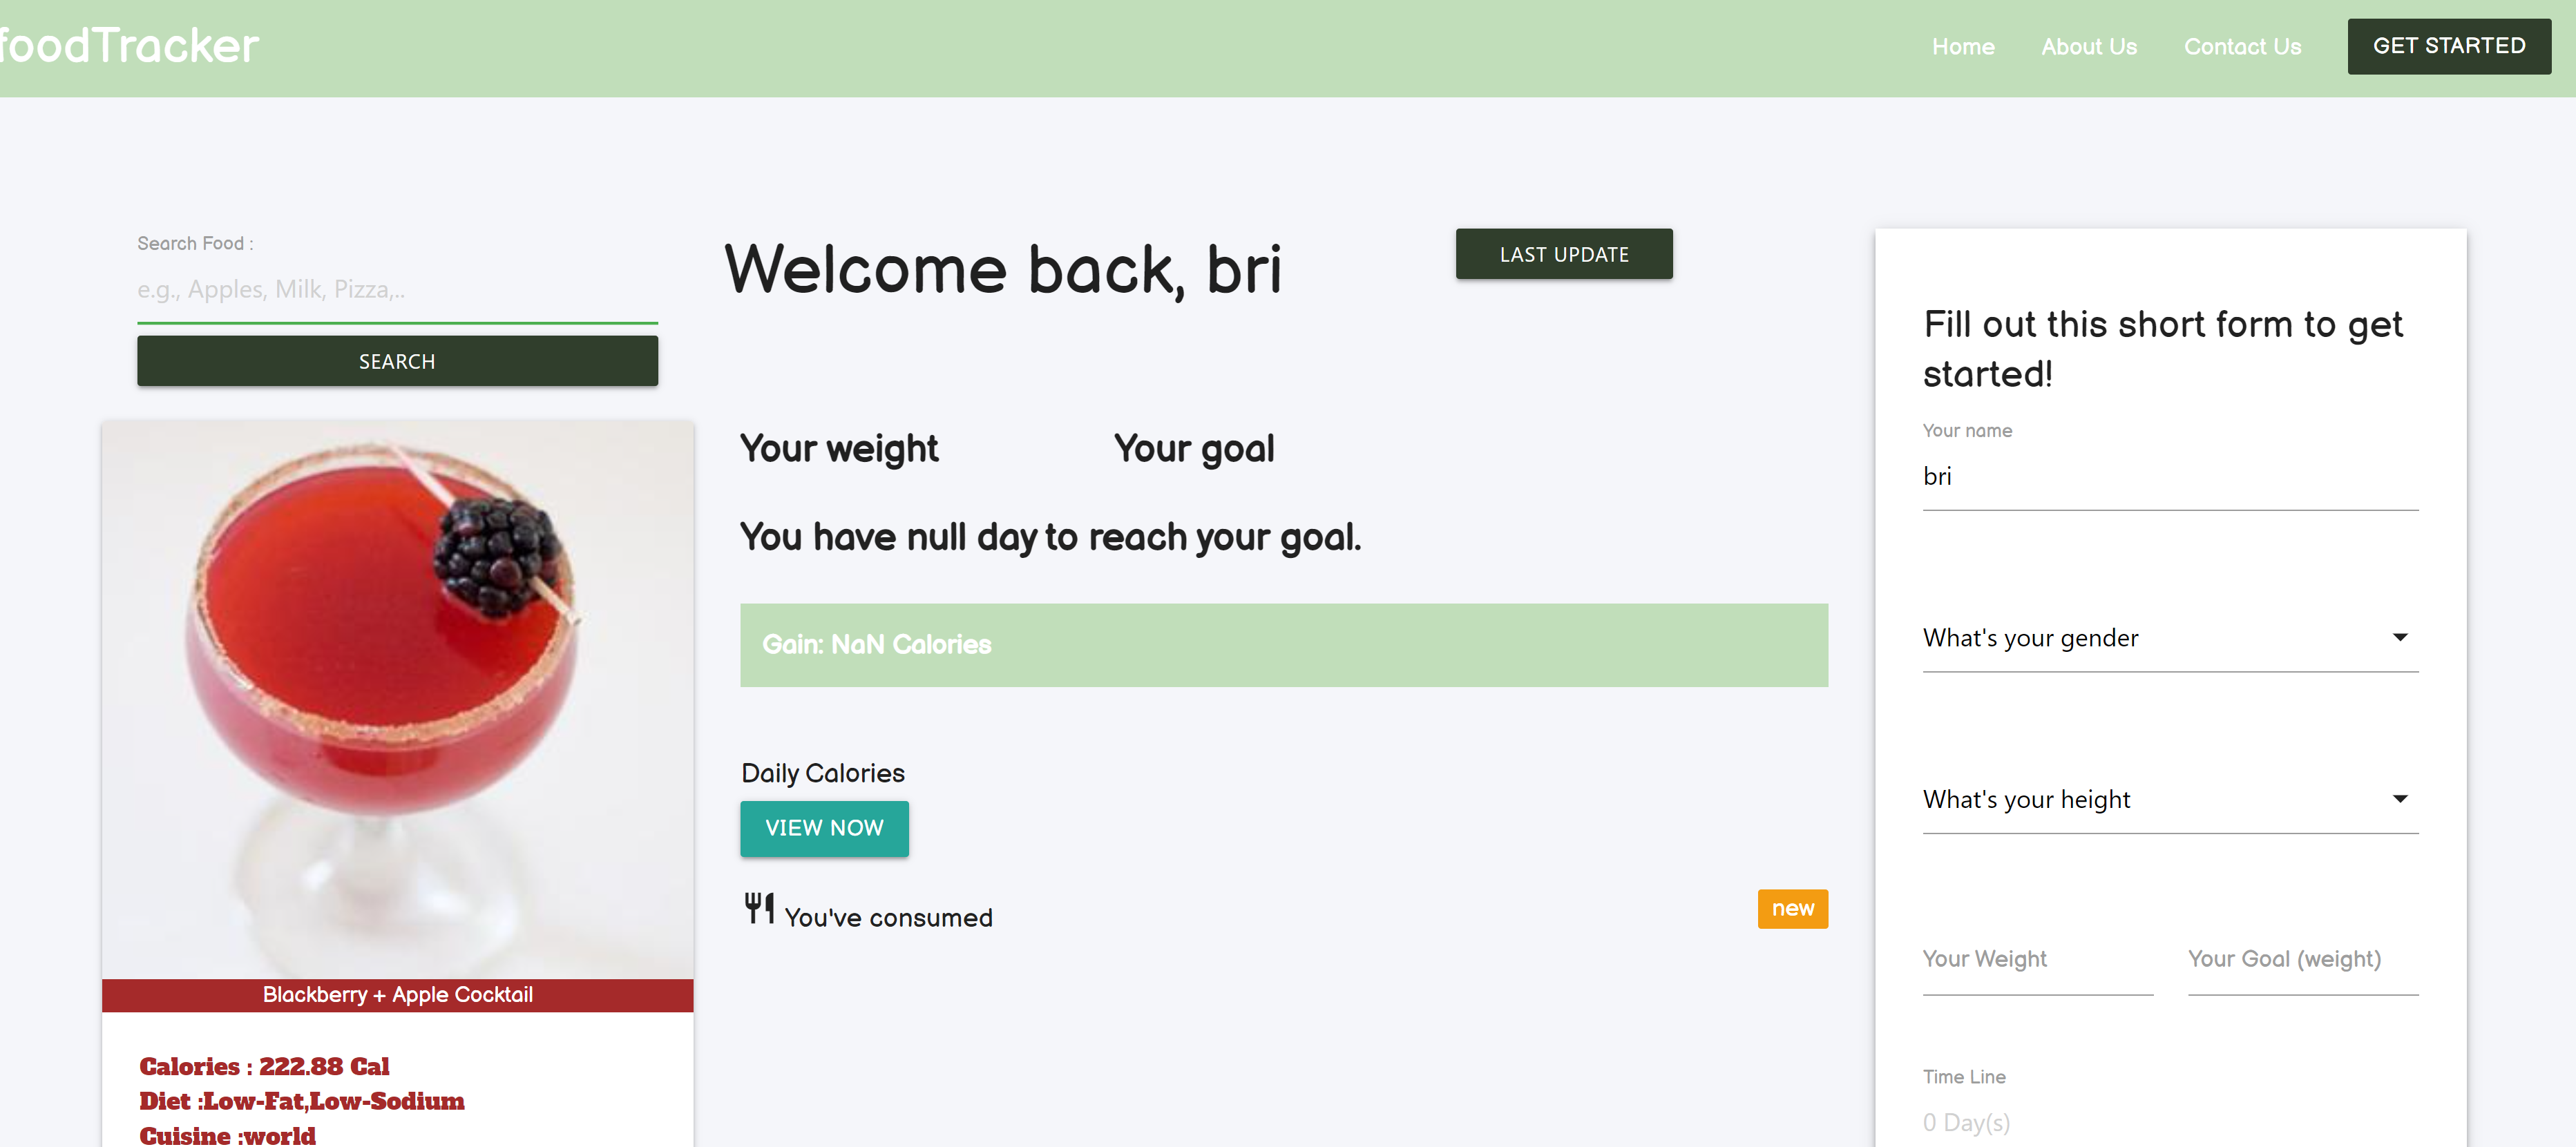 foodTracker
Home
About Us
Contact Us
GET STARTED
Search Food :
e.g., Apples, Milk, Pizza,..
SEARCH
Blackberry + Apple Cocktail
Calories : 222.88 Cal
Diet :Low-Fat,Low-Sodium
Cuisine :world
Welcome back, bri
LAST UPDATE
Your weight
Your goal
You have null day to reach your goal.
Gain: NaN Calories
Daily Calories
VIEW NOW
You've consumed
new
Fill out this short form to get
started!
Your name
bri
What's your gender
What's your height
Your Weight
Your Goal (weight)
Time Line
0 Day(s)